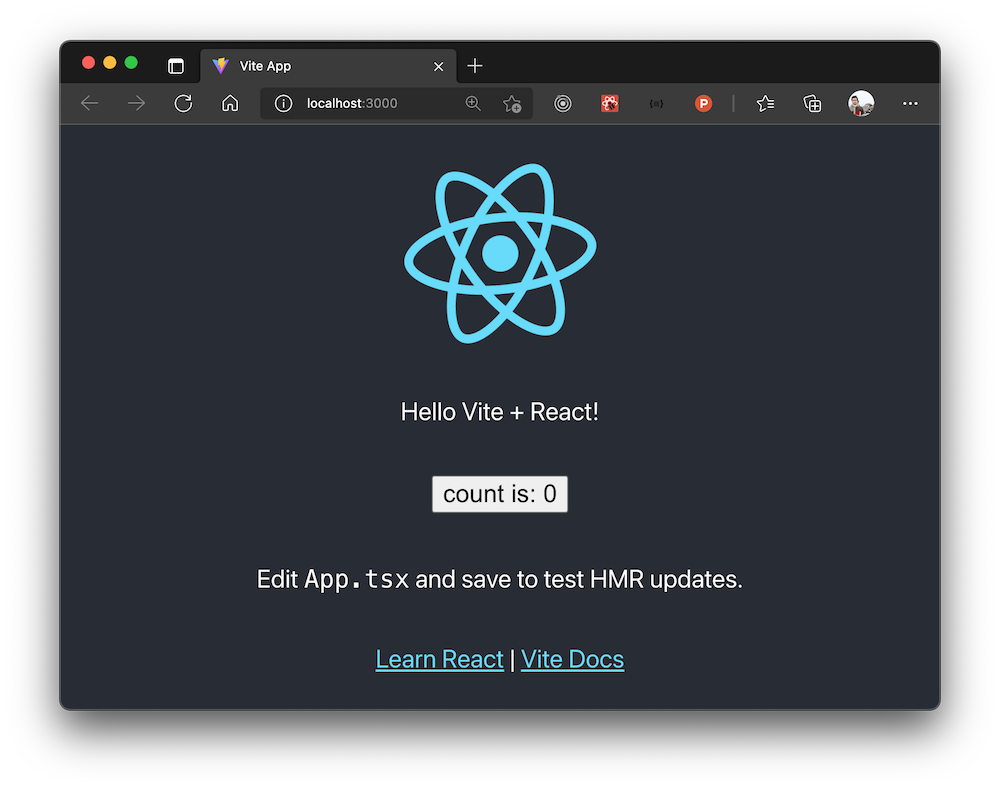 Vite App
localhost:3000
P
Hello Vite + React!
count is: 0
Edit App.tsx and save to test HMR updates.
Learn React | Vite Docs